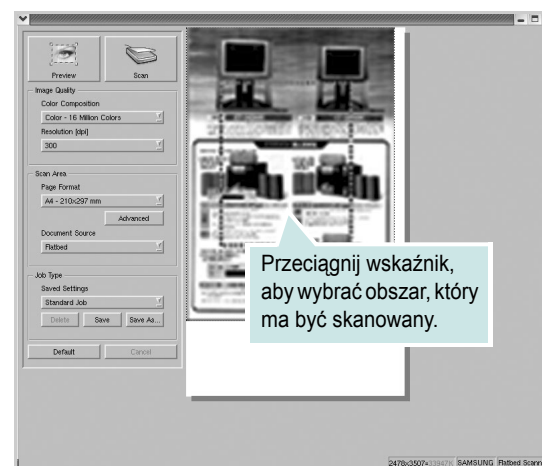 Preview Scan
Image Quality
Color Composition
Color - 16 Million Colors
Resolution [dpi]
300
Scan Area
Page Format
A4 - 210x297 mm
Advanced
Document Source
Flatbed
Job Type
Saved Settings
Standard Job
Delete Save Save As...
Default Cancel
Przeciągnij wskaźnik,
aby wybrać obszar, który
ma być skanowany.
2478x3507=33947K SAMSUNG Flatbed Scann